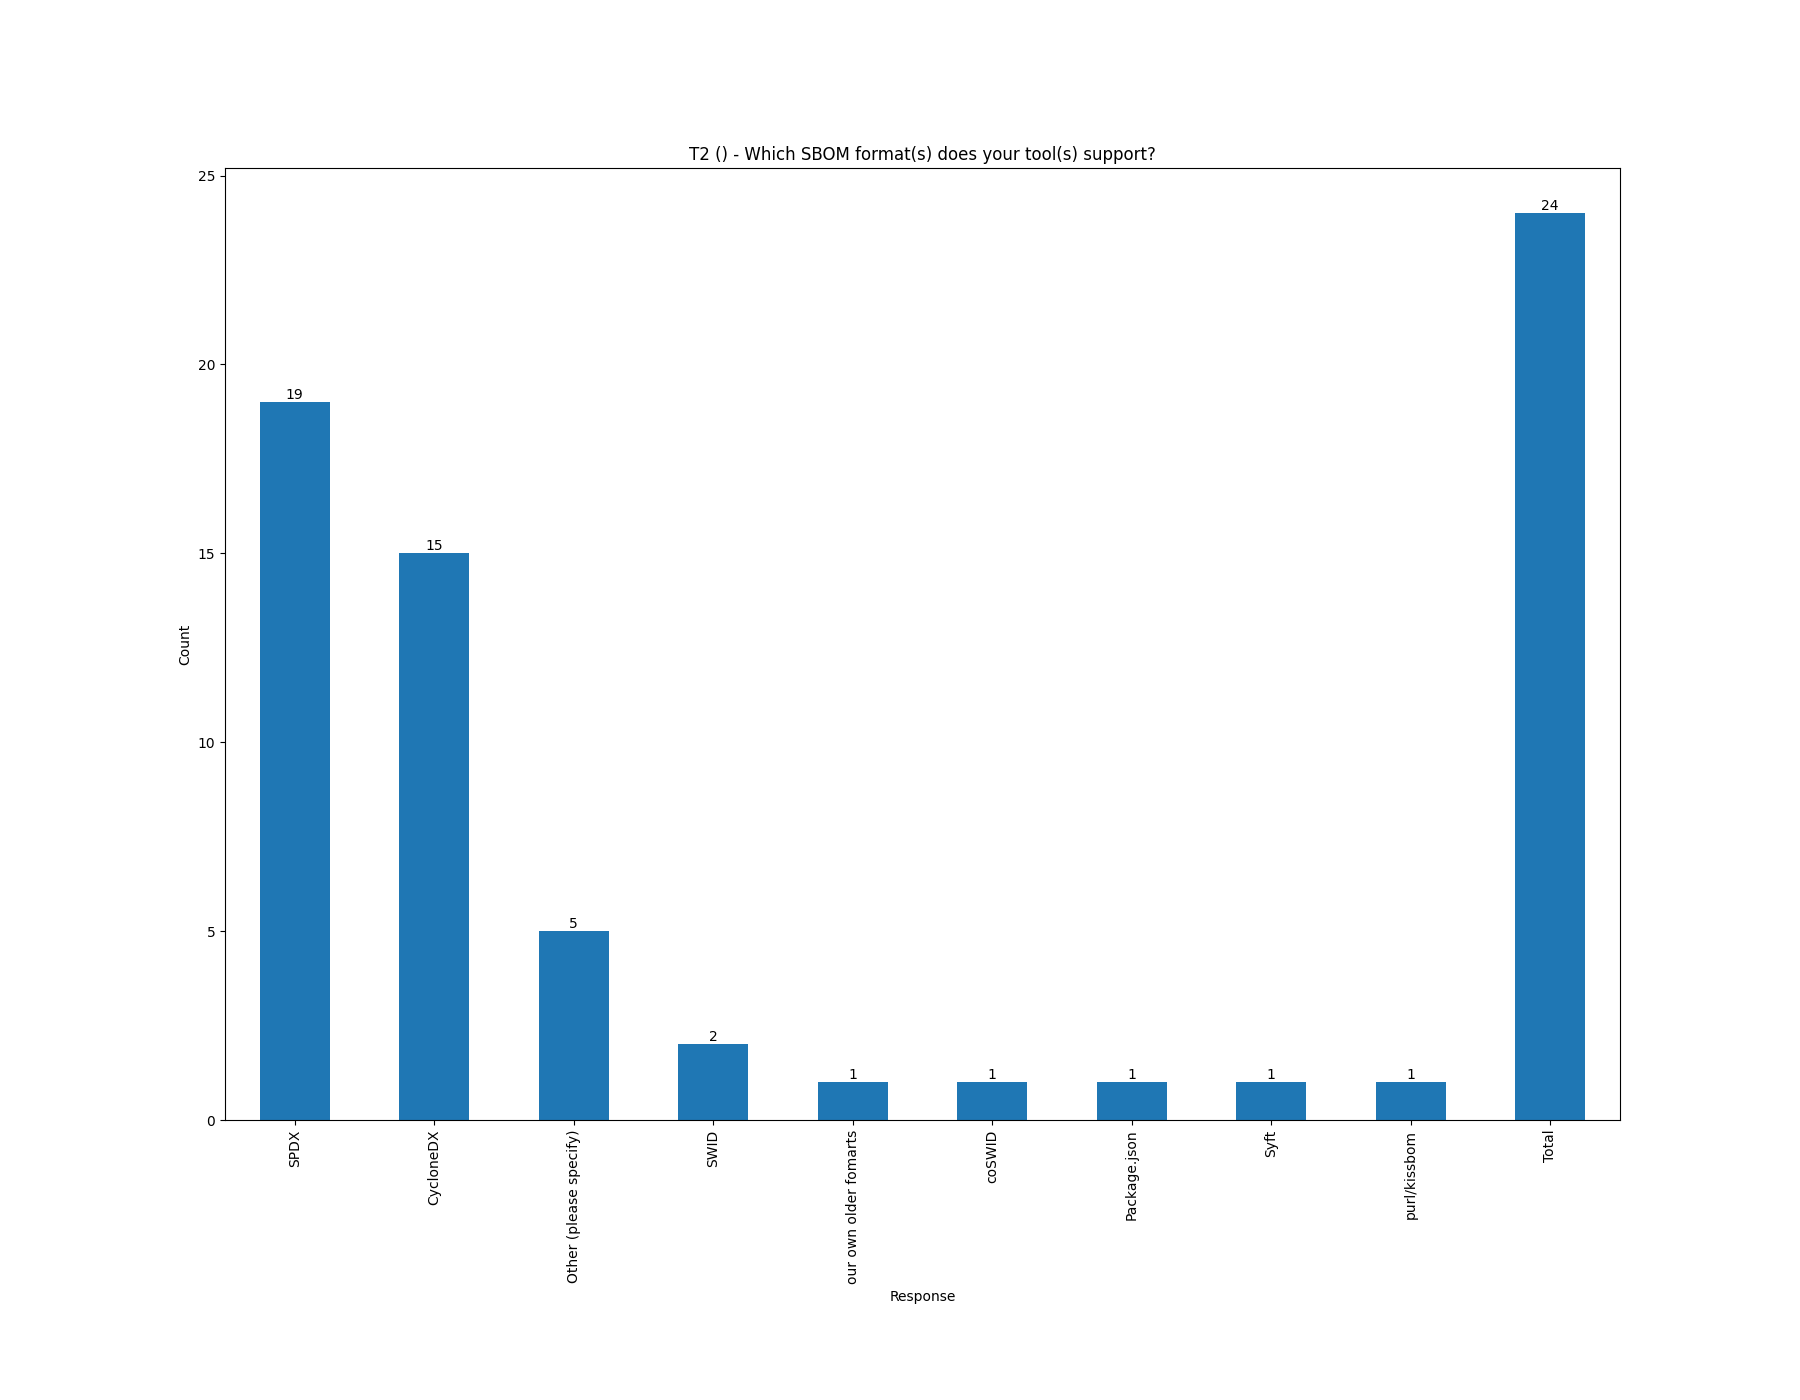 T2 () - Which SBOM format(s) does your tool(s) support?
25
20
15
10
5
0
Count
19
15
5
2
1
1
1
1
1
24
SPDX
CycloneDX
Other (please specify)
SWID
our own older fomarts
coSWID
Package.json
Syft
purl/kissbom
Total
Response